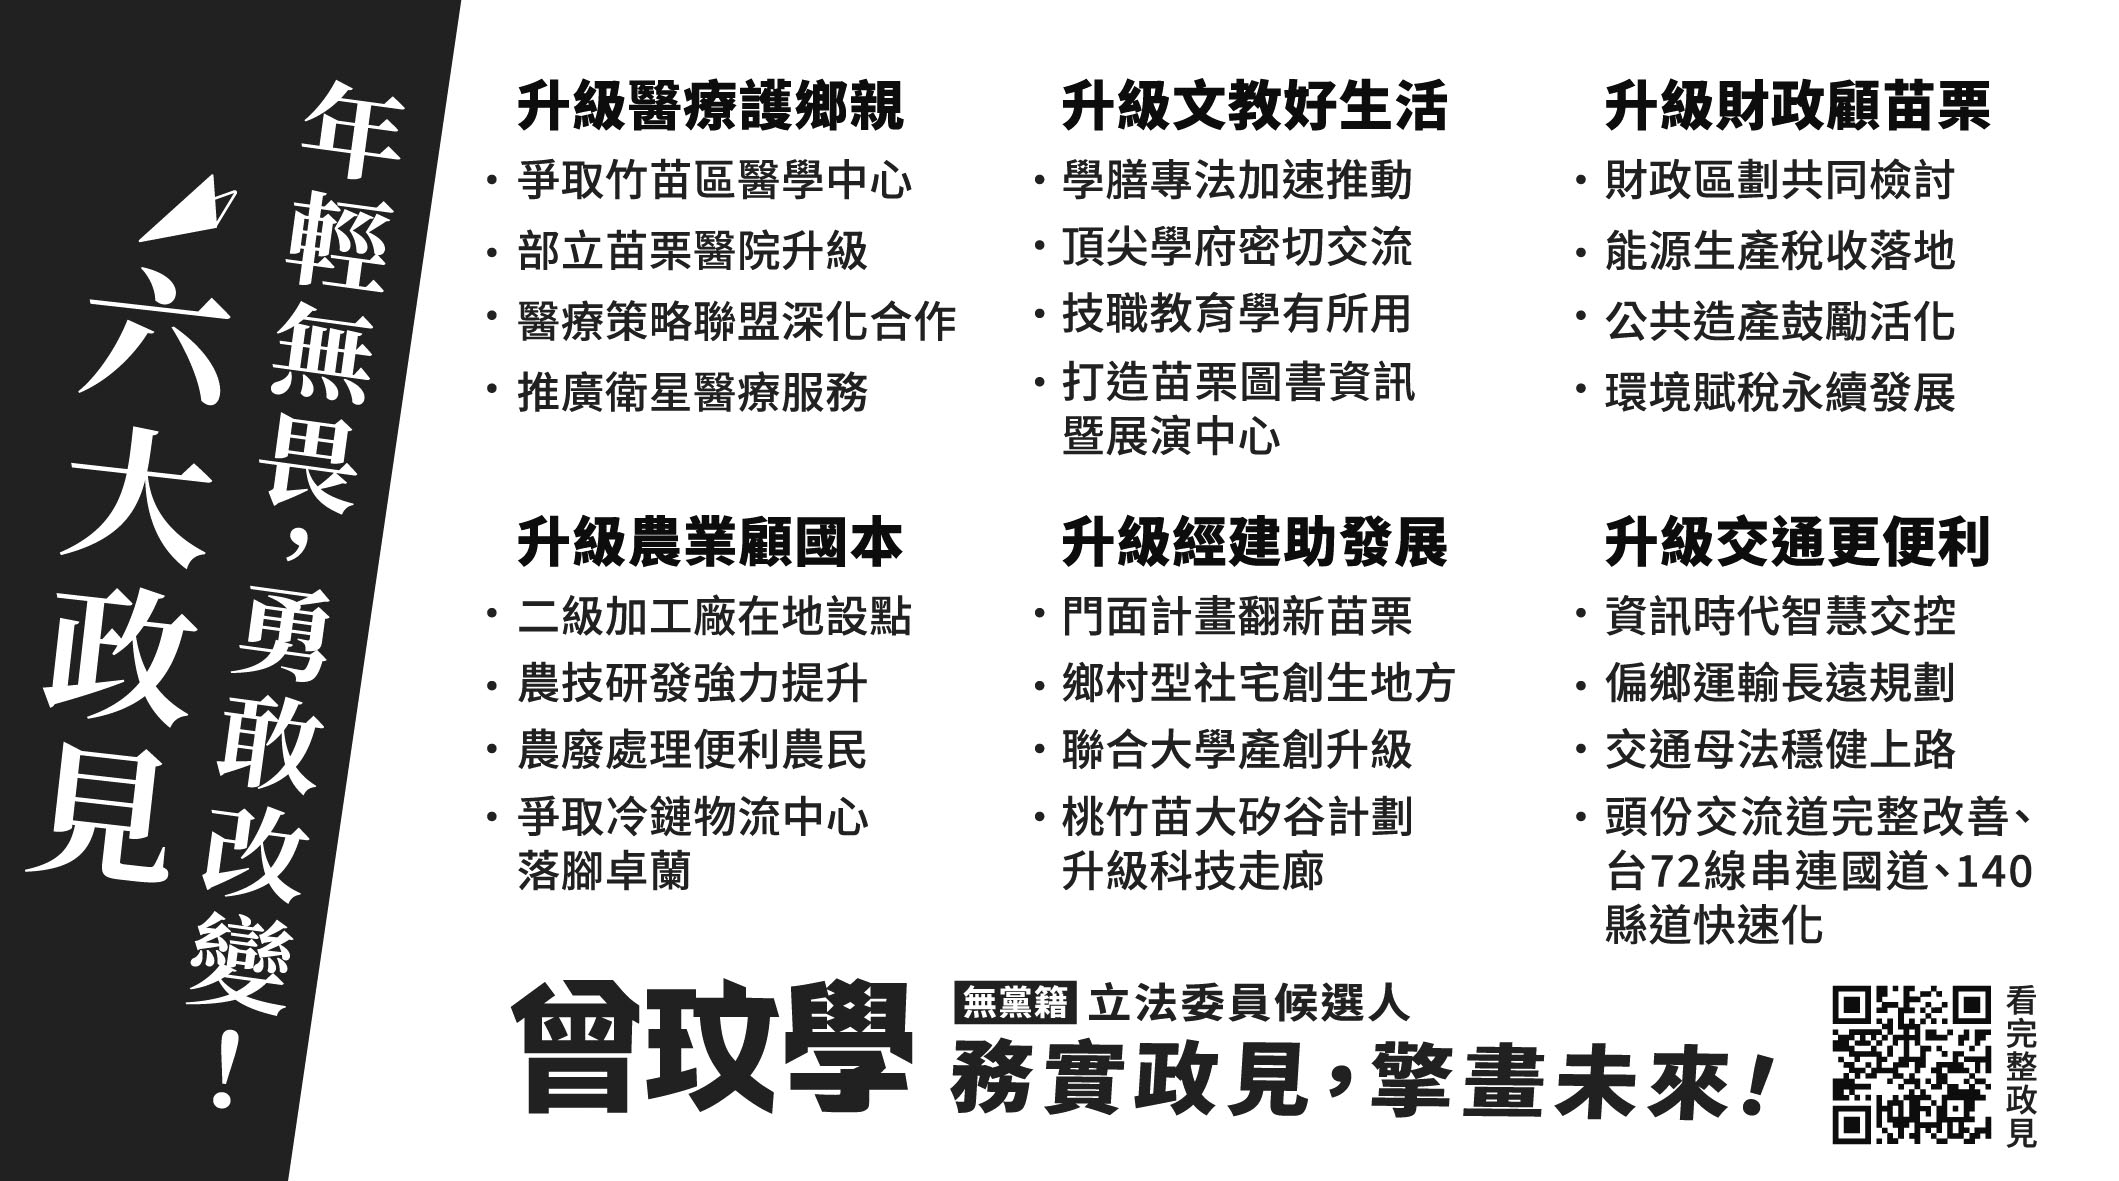 年輕無畏，勇敢改變！
六大政見
升級醫療護鄉親
・爭取竹苗區醫學中心
・部立苗栗醫院升級
・醫療策略聯盟深化合作
・推廣衛星醫療服務
升級文教好生活
・學膳專法加速推動
・頂尖學府密切交流
・技職教育學有所用
・打造苗栗圖書資訊
暨展演中心
升級財政顧苗栗
・財政區劃共同檢討
・能源生產稅收落地
・公共造產鼓勵活化
・環境賦稅永續發展
升級農業顧國本
・二級加工廠在地設點
・農技研發強力提升
・農廢處理便利農民
・爭取冷鏈物流中心
落腳卓蘭
升級經建助發展
・門面計畫翻新苗栗
・鄉村型社宅創生地方
・聯合大學產創升級
・桃竹苗大矽谷計劃
升級科技走廊
升級交通更便利
・資訊時代智慧交控
・偏鄉運輸長遠規劃
・交通母法穩健上路
・頭份交流道完整改善、
台72線串連國道、140
縣道快速化
曾玟學
無黨籍 立法委員候選人
務實政見，擎畫未來！
看完整政見